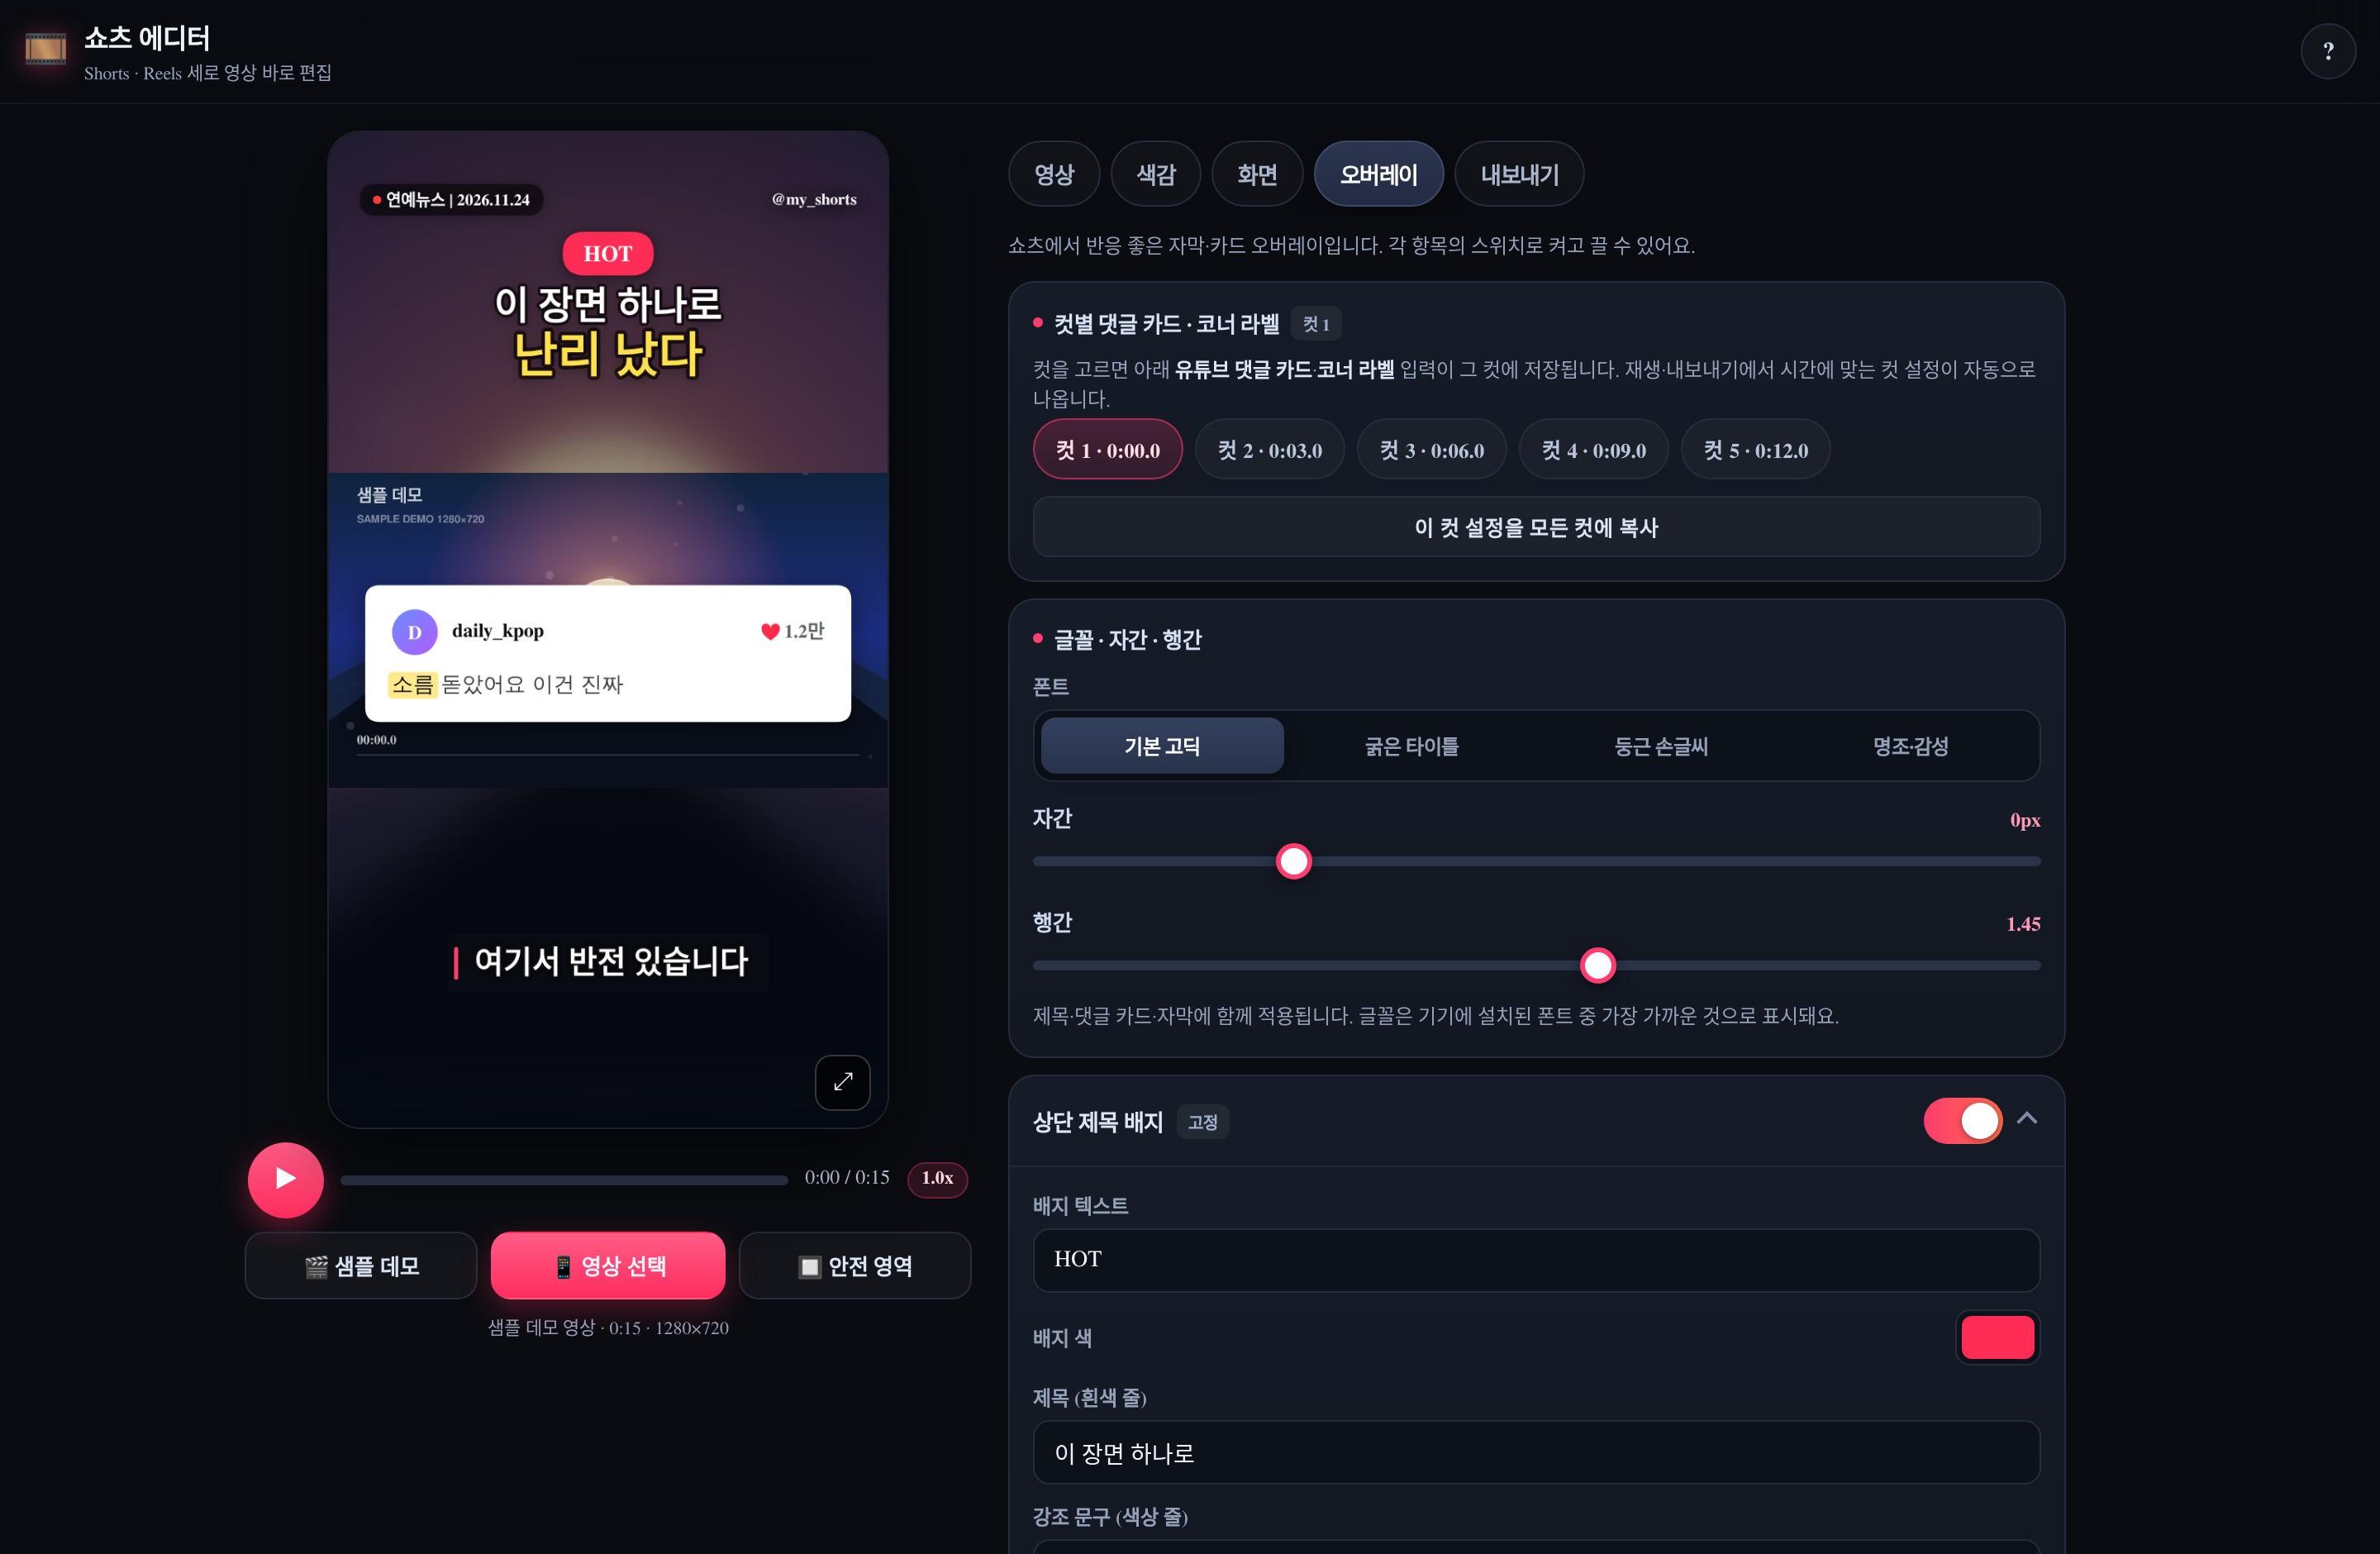 쇼츠 에디터
Shorts · Reels 세로 영상 바로 편집
?
연예뉴스 | 2026.11.24
@my_shorts
HOT
이 장면 하나로
난리 났다
샘플 데모
SAMPLE DEMO 1280×720
D
daily_kpop
1.2만
소름 돋았어요 이건 진짜
00:00.0
여기서 반전 있습니다
0:00 / 0:15
1.0x
샘플 데모
영상 선택
안전 영역
샘플 데모 영상 · 0:15 · 1280×720
영상
색감
화면
오버레이
내보내기
쇼츠에서 반응 좋은 자막·카드 오버레이입니다. 각 항목의 스위치로 켜고 끌 수 있어요.
컷별 댓글 카드 · 코너 라벨
컷 1
컷을 고르면 아래 유튜브 댓글 카드·코너 라벨 입력이 그 컷에 저장됩니다. 재생·내보내기에서 시간에 맞는 컷 설정이 자동으로
나옵니다.
컷 1 · 0:00.0
컷 2 · 0:03.0
컷 3 · 0:06.0
컷 4 · 0:09.0
컷 5 · 0:12.0
이 컷 설정을 모든 컷에 복사
글꼴 · 자간 · 행간
폰트
기본 고딕
굵은 타이틀
둥근 손글씨
명조·감성
자간
0px
행간
1.45
제목·댓글 카드·자막에 함께 적용됩니다. 글꼴은 기기에 설치된 폰트 중 가장 가까운 것으로 표시돼요.
상단 제목 배지
고정
배지 텍스트
HOT
배지 색
제목 (흰색 줄)
이 장면 하나로
강조 문구 (색상 줄)